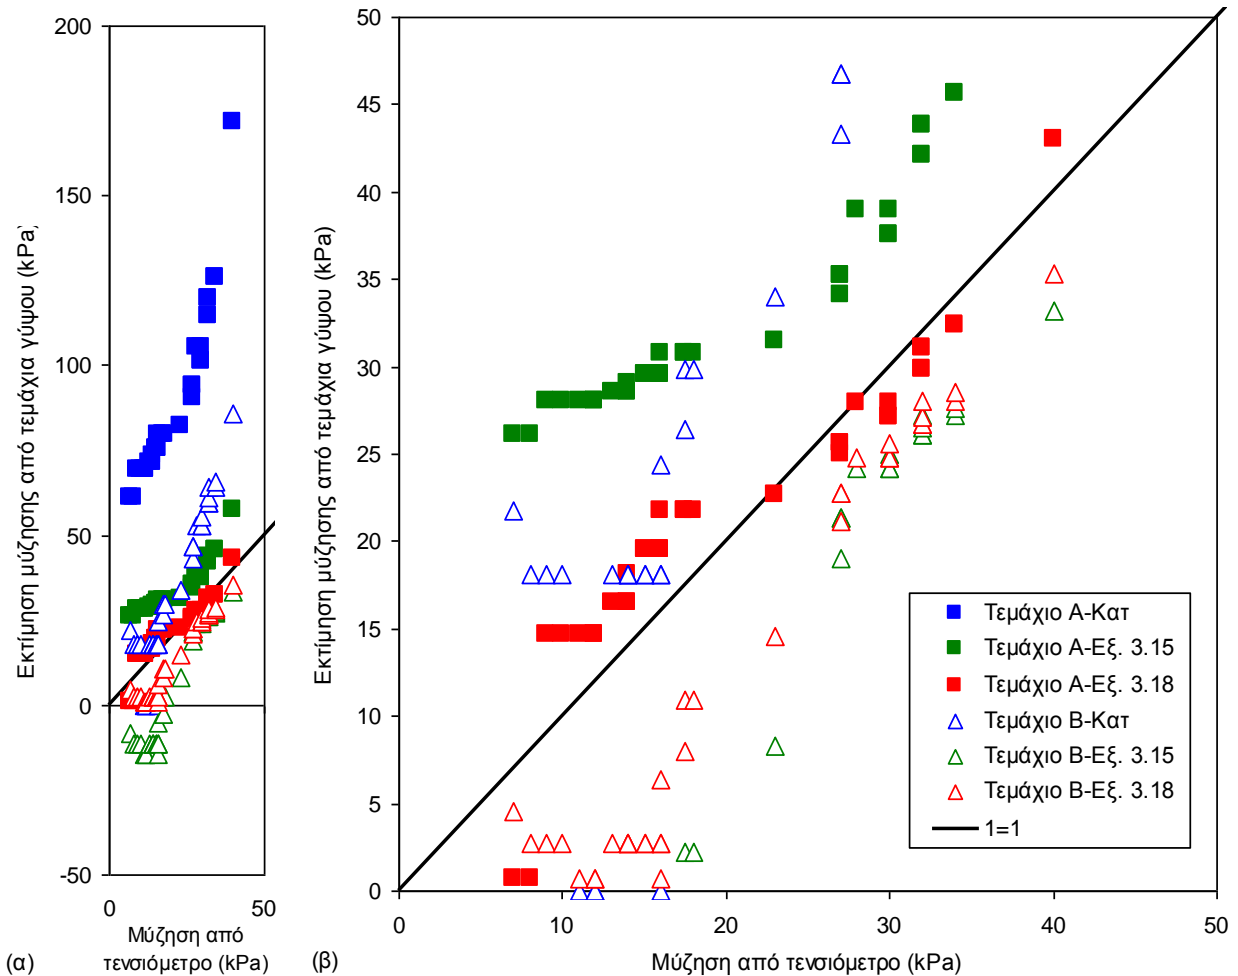 200
150
100
50
0
-50
0
50
Εκτίμηση μύζησης από τεμάχια γύψου (kPa)
Μύζηση από
τενσιόμετρο (kPa)
(α)
50
45
40
35
30
25
20
15
10
5
0
0
10
20
30
40
50
Εκτίμηση μύζησης από τεμάχια γύψου (kPa)
Μύζηση από τενσιόμετρο (kPa)
(β)
Τεμάχιο Α-Κατ
Τεμάχιο Α-Εξ. 3.15
Τεμάχιο Α-Εξ. 3.18
Τεμάχιο Β-Κατ
Τεμάχιο Β-Εξ. 3.15
Τεμάχιο Β-Εξ. 3.18
1=1